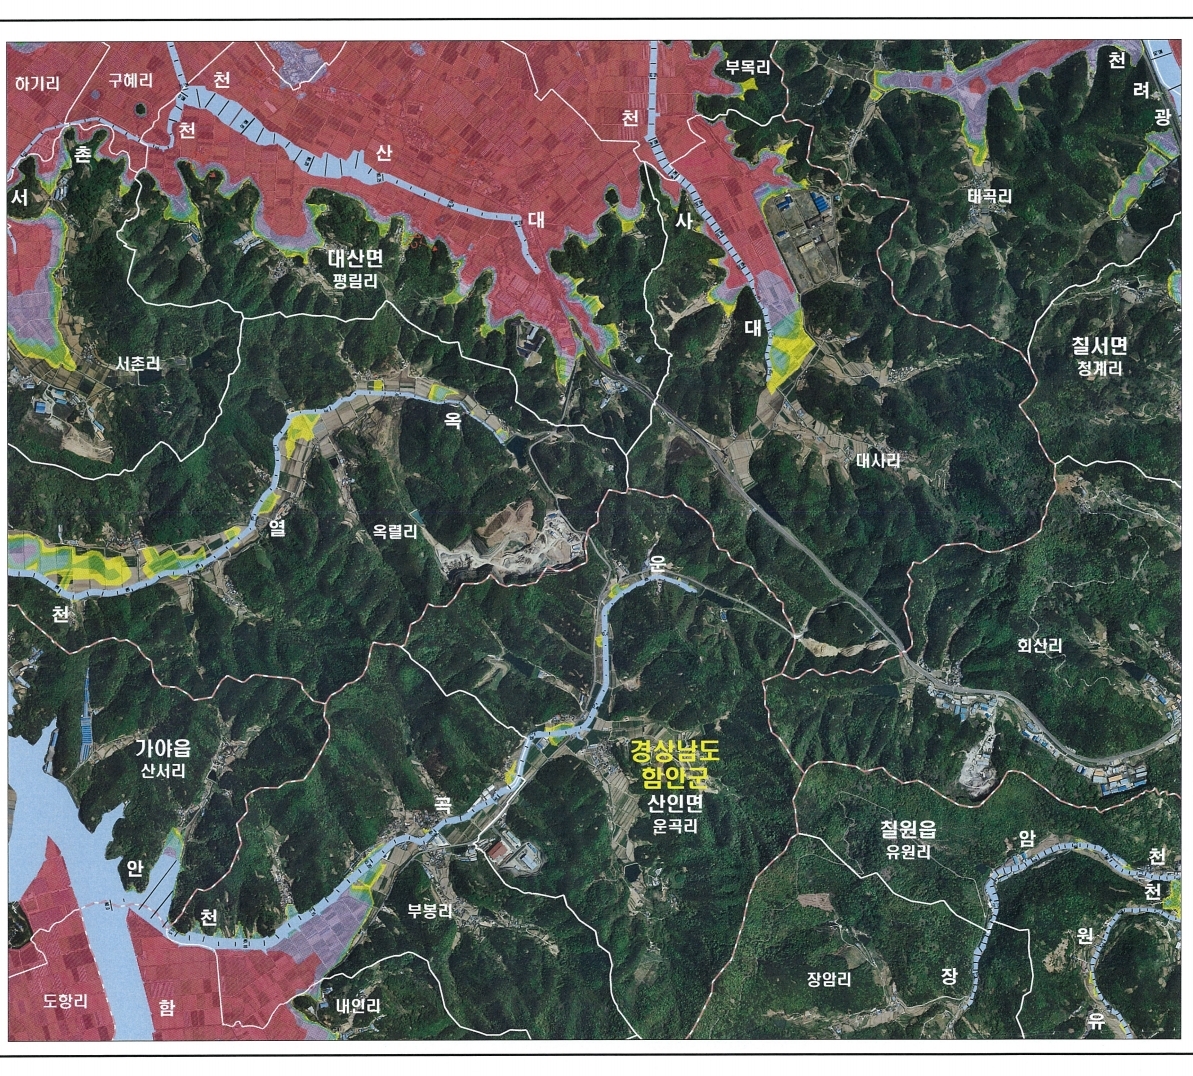 하기리
구혜리
천
천
산
대
서
촌
대산면
평림리
서촌리
천
사
대
부목리
천
려
광
태곡리
칠서면
청계리
대사리
옥
열
천
옥렬리
운
곡
천
회산리
가야읍
산서리
안
함
도항리
경상남도
함안군
산인면
운곡리
부봉리
내인리
칠원읍
유원리
암
천
장
장암리
천
원
유